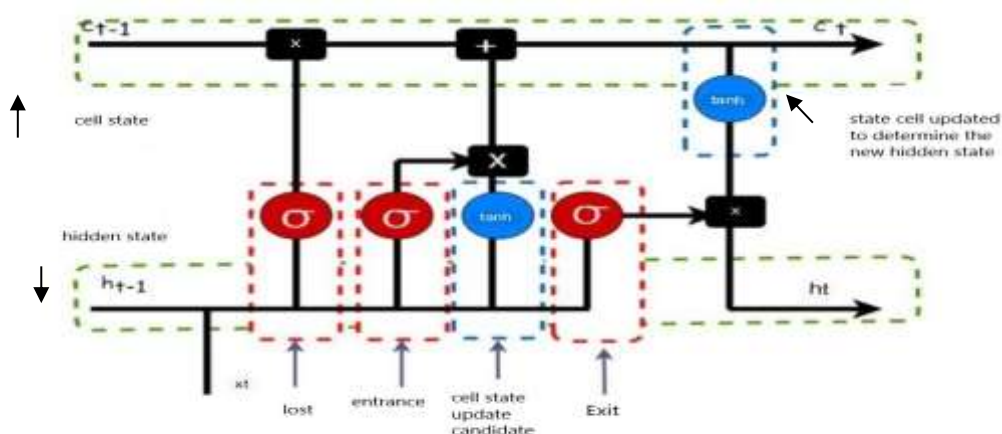 Ct-1
Ct
×
+
tanh
cell state
state cell updated
to determine the
new hidden state
×
σ
σ
tanh
σ
×
hidden state
ht-1
ht
xt
lost
entrance
cell state
update
candidate
Exit